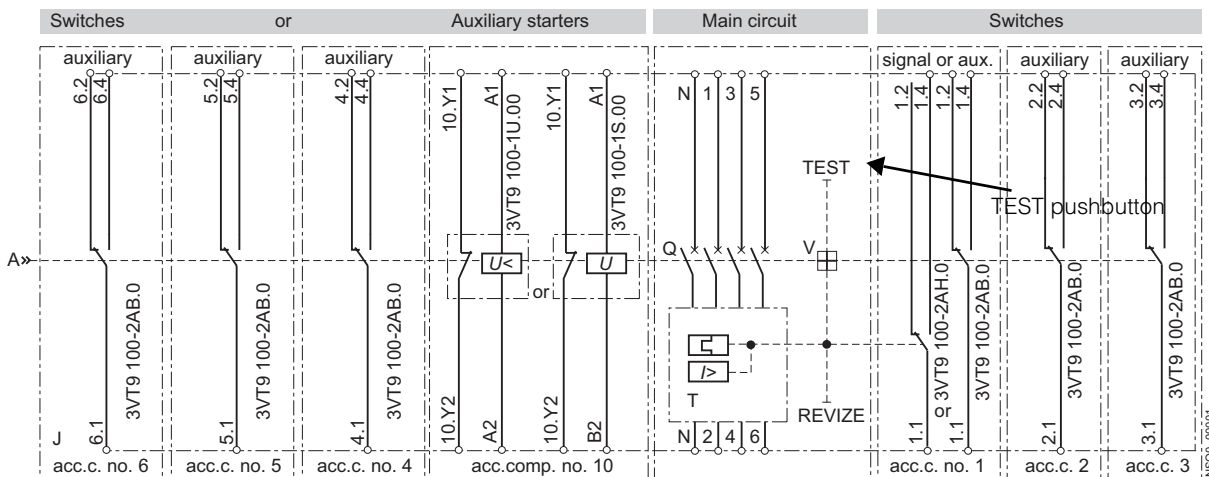 Switches or Auxiliary starters Main circuit Switches
auxiliary auxiliary auxiliary signal or aux. auxiliary auxiliary
6.2 6.4 5.2 5.4 4.2 4.4 10.Y1 A1 10.Y1 A1 N 1 3 5 1.2 1.4 1.2 1.4 2.2 2.4 3.2 3.4
3VT9 100-1U.00 3VT9 100-1S.00
TEST
TEST pushbutton
A» U< U Q V
or
3VT9 100-2AB.0 3VT9 100-2AB.0 3VT9 100-2AB.0 3VT9 100-2AH.0 3VT9 100-2AB.0 3VT9 100-2AB.0 3VT9 100-2AB.0
I>
T
REVIZE
or
J 6.1 5.1 4.1 10.Y2 A2 10.Y2 B2 N 2 4 6 1.1 1.1 2.1 3.1
acc.c. no. 6 acc.c. no. 5 acc.c. no. 4 acc.comp. no. 10 acc.c. no. 1 acc.c. 2 acc.c. 3